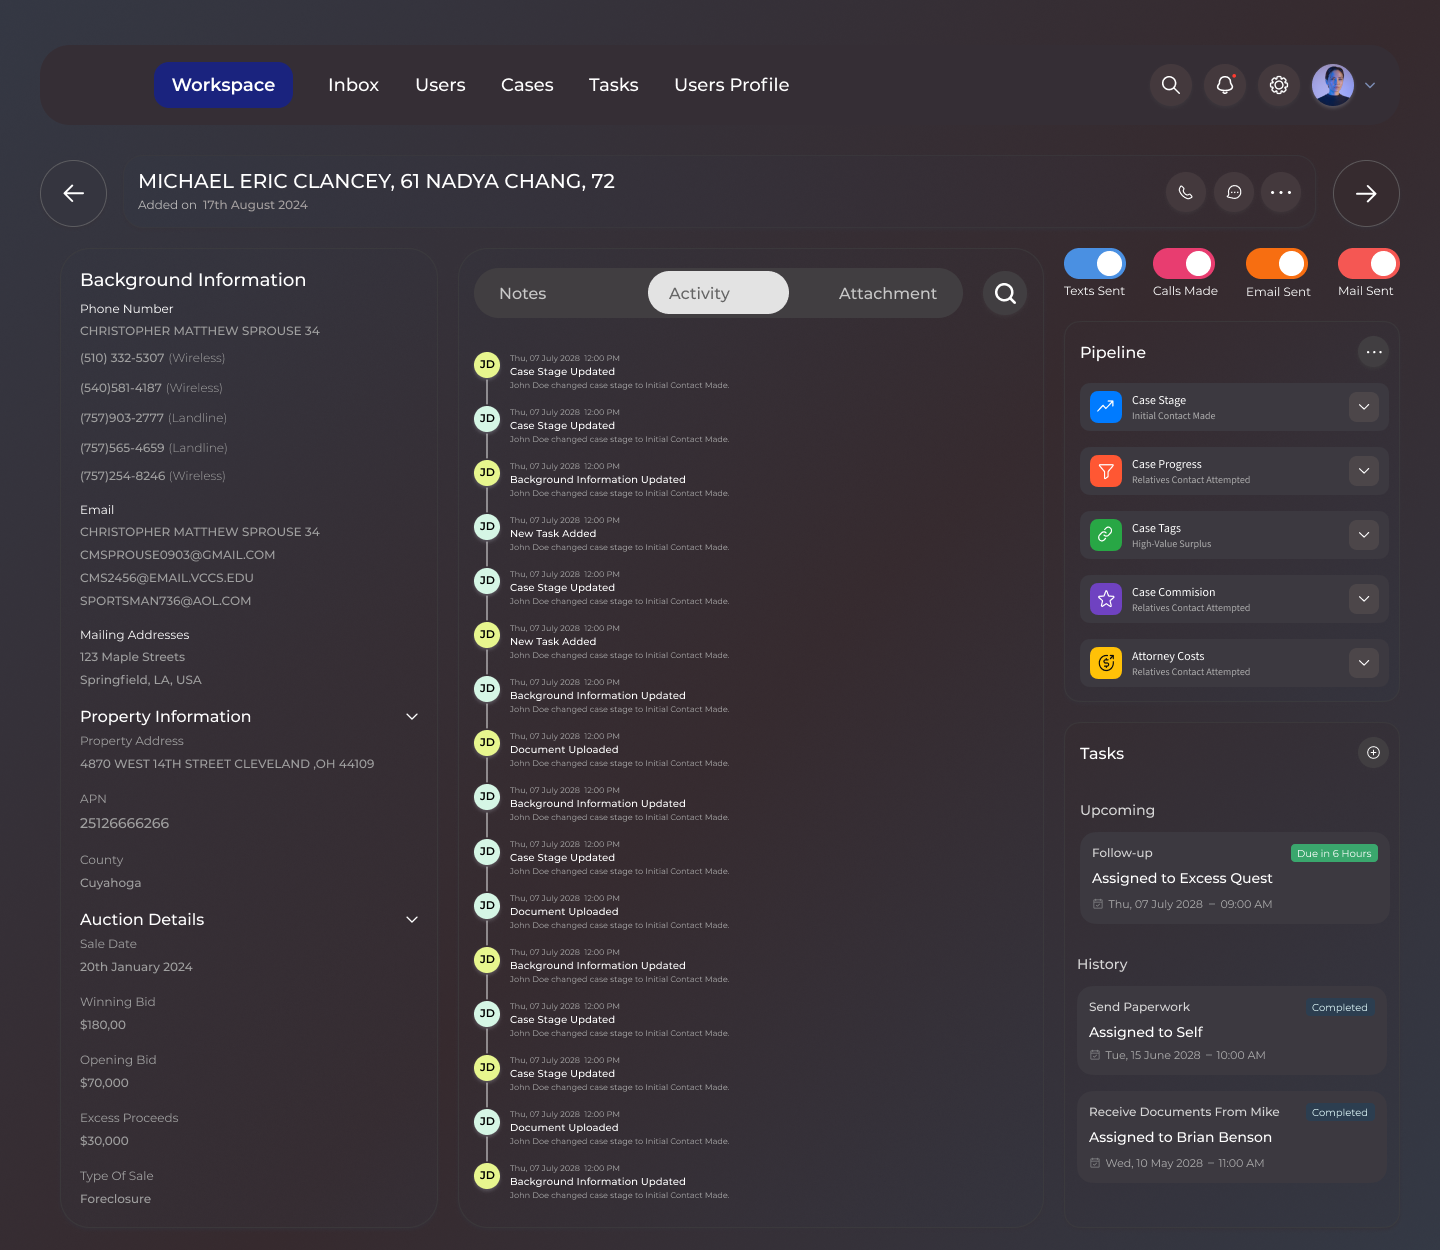 Workspace
Inbox
Users
Cases
Tasks
Users Profile
MICHAEL ERIC CLANCEY, 61 NADYA CHANG, 72
Added on 17th August 2024
Background Information
Phone Number
CHRISTOPHER MATTHEW SPROUSE 34
(510) 332-5307 (Wireless)
(540)581-4187 (Wireless)
(757)903-2777 (Landline)
(757)565-4659 (Landline)
(757)254-8246 (Wireless)
Email
CHRISTOPHER MATTHEW SPROUSE 34
CMSPROUSE0903@GMAIL.COM
CMS2456@EMAIL.VCCS.EDU
SPORTSMAN736@AOL.COM
Mailing Addresses
123 Maple Streets
Springfield, LA, USA
Property Information
Property Address
4870 WEST 14TH STREET CLEVELAND ,OH 44109
APN
25126666266
County
Cuyahoga
Auction Details
Sale Date
20th January 2024
Winning Bid
$180,00
Opening Bid
$70,000
Excess Proceeds
$30,000
Type Of Sale
Foreclosure
Notes
Activity
Attachment
JD
Thu, 07 July 2028 12:00 PM
Case Stage Updated
John Doe changed case stage to Initial Contact Made.
JD
Thu, 07 July 2028 12:00 PM
Case Stage Updated
John Doe changed case stage to Initial Contact Made.
JD
Thu, 07 July 2028 12:00 PM
Background Information Updated
John Doe changed case stage to Initial Contact Made.
JD
Thu, 07 July 2028 12:00 PM
New Task Added
John Doe changed case stage to Initial Contact Made.
JD
Thu, 07 July 2028 12:00 PM
Case Stage Updated
John Doe changed case stage to Initial Contact Made.
JD
Thu, 07 July 2028 12:00 PM
New Task Added
John Doe changed case stage to Initial Contact Made.
JD
Thu, 07 July 2028 12:00 PM
Background Information Updated
John Doe changed case stage to Initial Contact Made.
JD
Thu, 07 July 2028 12:00 PM
Document Uploaded
John Doe changed case stage to Initial Contact Made.
JD
Thu, 07 July 2028 12:00 PM
Background Information Updated
John Doe changed case stage to Initial Contact Made.
JD
Thu, 07 July 2028 12:00 PM
Case Stage Updated
John Doe changed case stage to Initial Contact Made.
JD
Thu, 07 July 2028 12:00 PM
Document Uploaded
John Doe changed case stage to Initial Contact Made.
JD
Thu, 07 July 2028 12:00 PM
Background Information Updated
John Doe changed case stage to Initial Contact Made.
JD
Thu, 07 July 2028 12:00 PM
Case Stage Updated
John Doe changed case stage to Initial Contact Made.
JD
Thu, 07 July 2028 12:00 PM
Case Stage Updated
John Doe changed case stage to Initial Contact Made.
JD
Thu, 07 July 2028 12:00 PM
Document Uploaded
John Doe changed case stage to Initial Contact Made.
JD
Thu, 07 July 2028 12:00 PM
Background Information Updated
John Doe changed case stage to Initial Contact Made.
Texts Sent
Calls Made
Email Sent
Mail Sent
Pipeline
Case Stage
Initial Contact Made
Case Progress
Relatives Contact Attempted
Case Tags
High-Value Surplus
Case Commision
Relatives Contact Attempted
Attorney Costs
Relatives Contact Attempted
Tasks
Upcoming
Follow-up
Due in 6 Hours
Assigned to Excess Quest
Thu, 07 July 2028 – 09:00 AM
History
Send Paperwork
Completed
Assigned to Self
Tue, 15 June 2028 – 10:00 AM
Receive Documents From Mike
Completed
Assigned to Brian Benson
Wed, 10 May 2028 – 11:00 AM